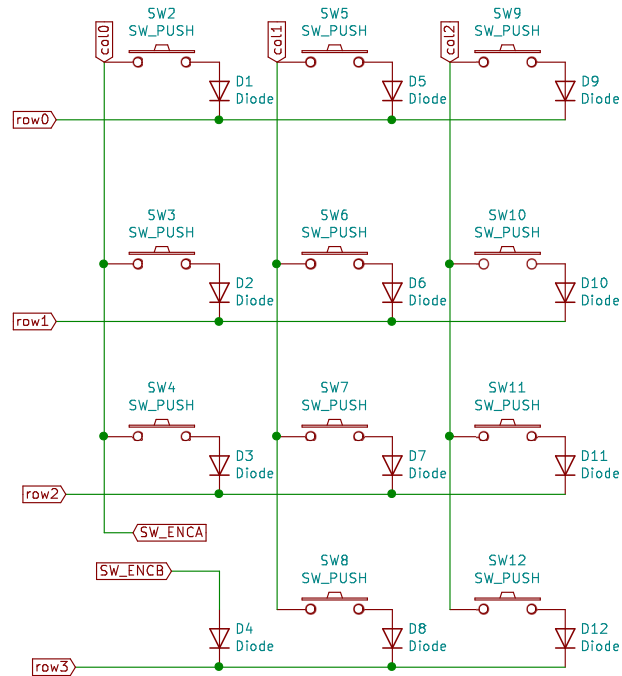 col0
SW2
SW_PUSH
D1
Diode
col1
SW5
SW_PUSH
D5
Diode
col2
SW9
SW_PUSH
D9
Diode
row0
SW3
SW_PUSH
D2
Diode
SW6
SW_PUSH
D6
Diode
SW10
SW_PUSH
D10
Diode
row1
SW4
SW_PUSH
D3
Diode
SW7
SW_PUSH
D7
Diode
SW11
SW_PUSH
D11
Diode
row2
SW_ENCA
SW_ENCB
D4
Diode
SW8
SW_PUSH
D8
Diode
SW12
SW_PUSH
D12
Diode
row3